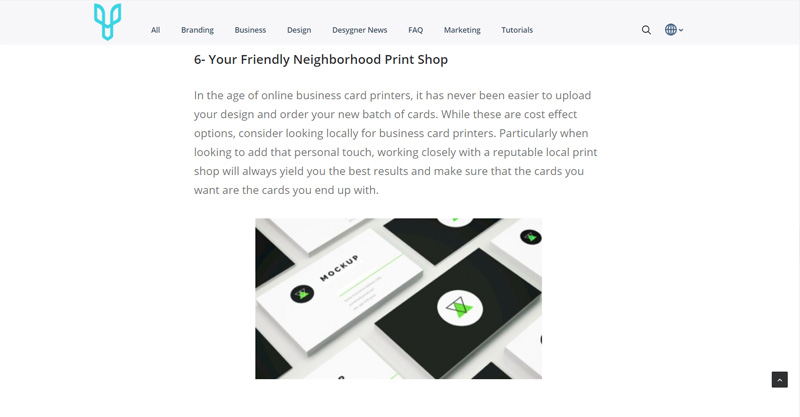 All Branding Business Design Desygner News FAQ Marketing Tutorials
6- Your Friendly Neighborhood Print Shop
In the age of online business card printers, it has never been easier to upload
your design and order your new batch of cards. While these are cost effect
options, consider looking locally for business card printers. Particularly when
looking to add that personal touch, working closely with a reputable local print
shop will always yield you the best results and make sure that the cards you
want are the cards you end up with.
MOCKUP